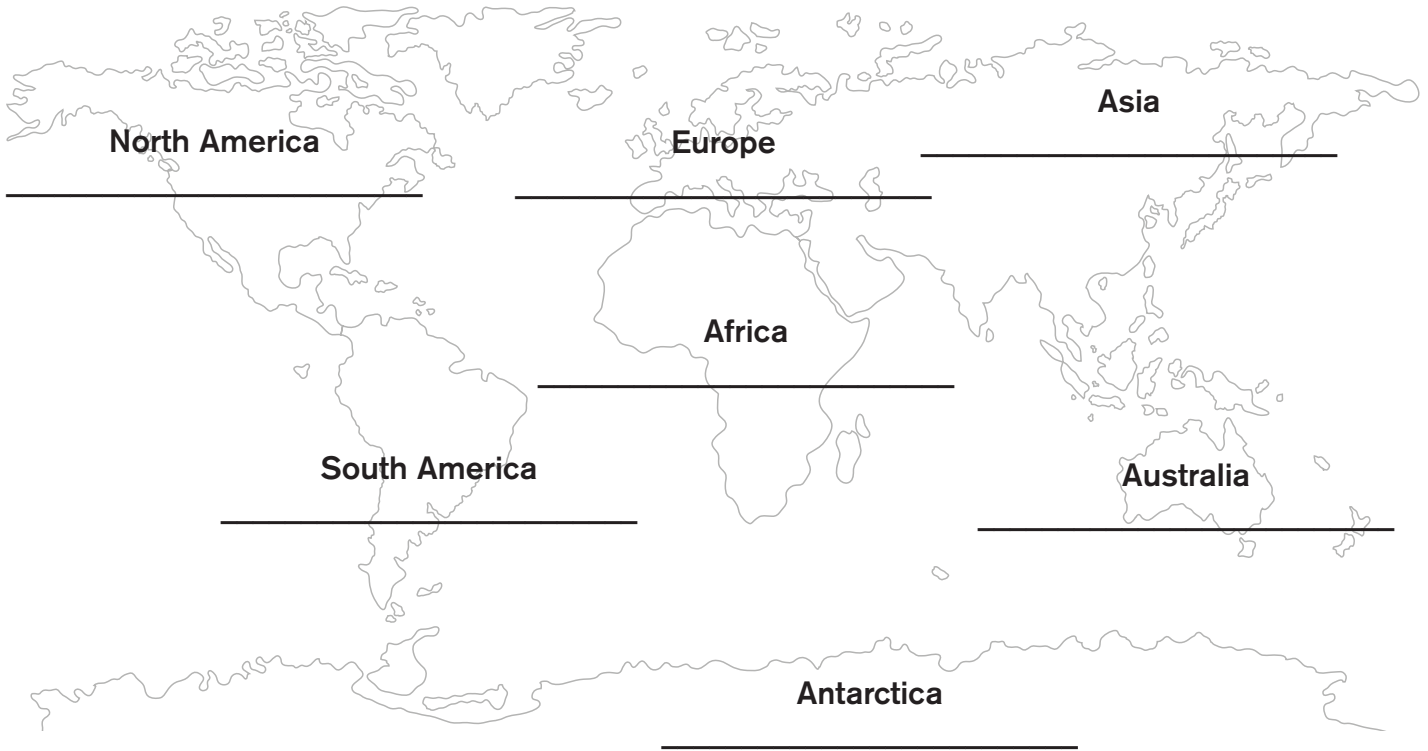 Asia
North America
Europe
Africa
South America
Australia
Antarctica